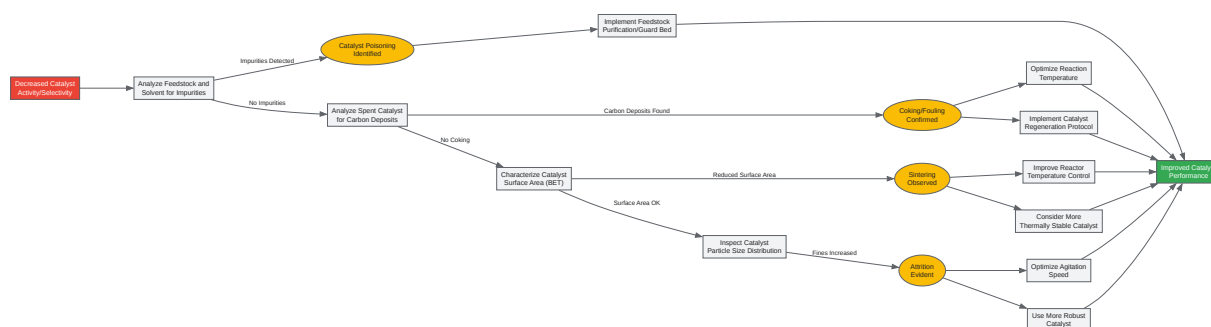 Decreased Catalyst
Activity/Selectivity
Analyze Feedstock and
Solvent for Impurities
Impurities Detected
No Impurities
Catalyst Poisoning
Identified
Implement Feedstock
Purification/Guard Bed
Analyze Spent Catalyst
for Carbon Deposits
Carbon Deposits Found
No Coking
Coking/Fouling
Confirmed
Optimize Reaction
Temperature
Implement Catalyst
Regeneration Protocol
Characterize Catalyst
Surface Area (BET)
Reduced Surface Area
Surface Area OK
Sintering
Observed
Improve Reactor
Temperature Control
Consider More
Thermally Stable Catalyst
Inspect Catalyst
Particle Size Distribution
Fines Increased
Attrition
Evident
Optimize Agitation
Speed
Use More Robust
Catalyst
Improved Cataly
Performance